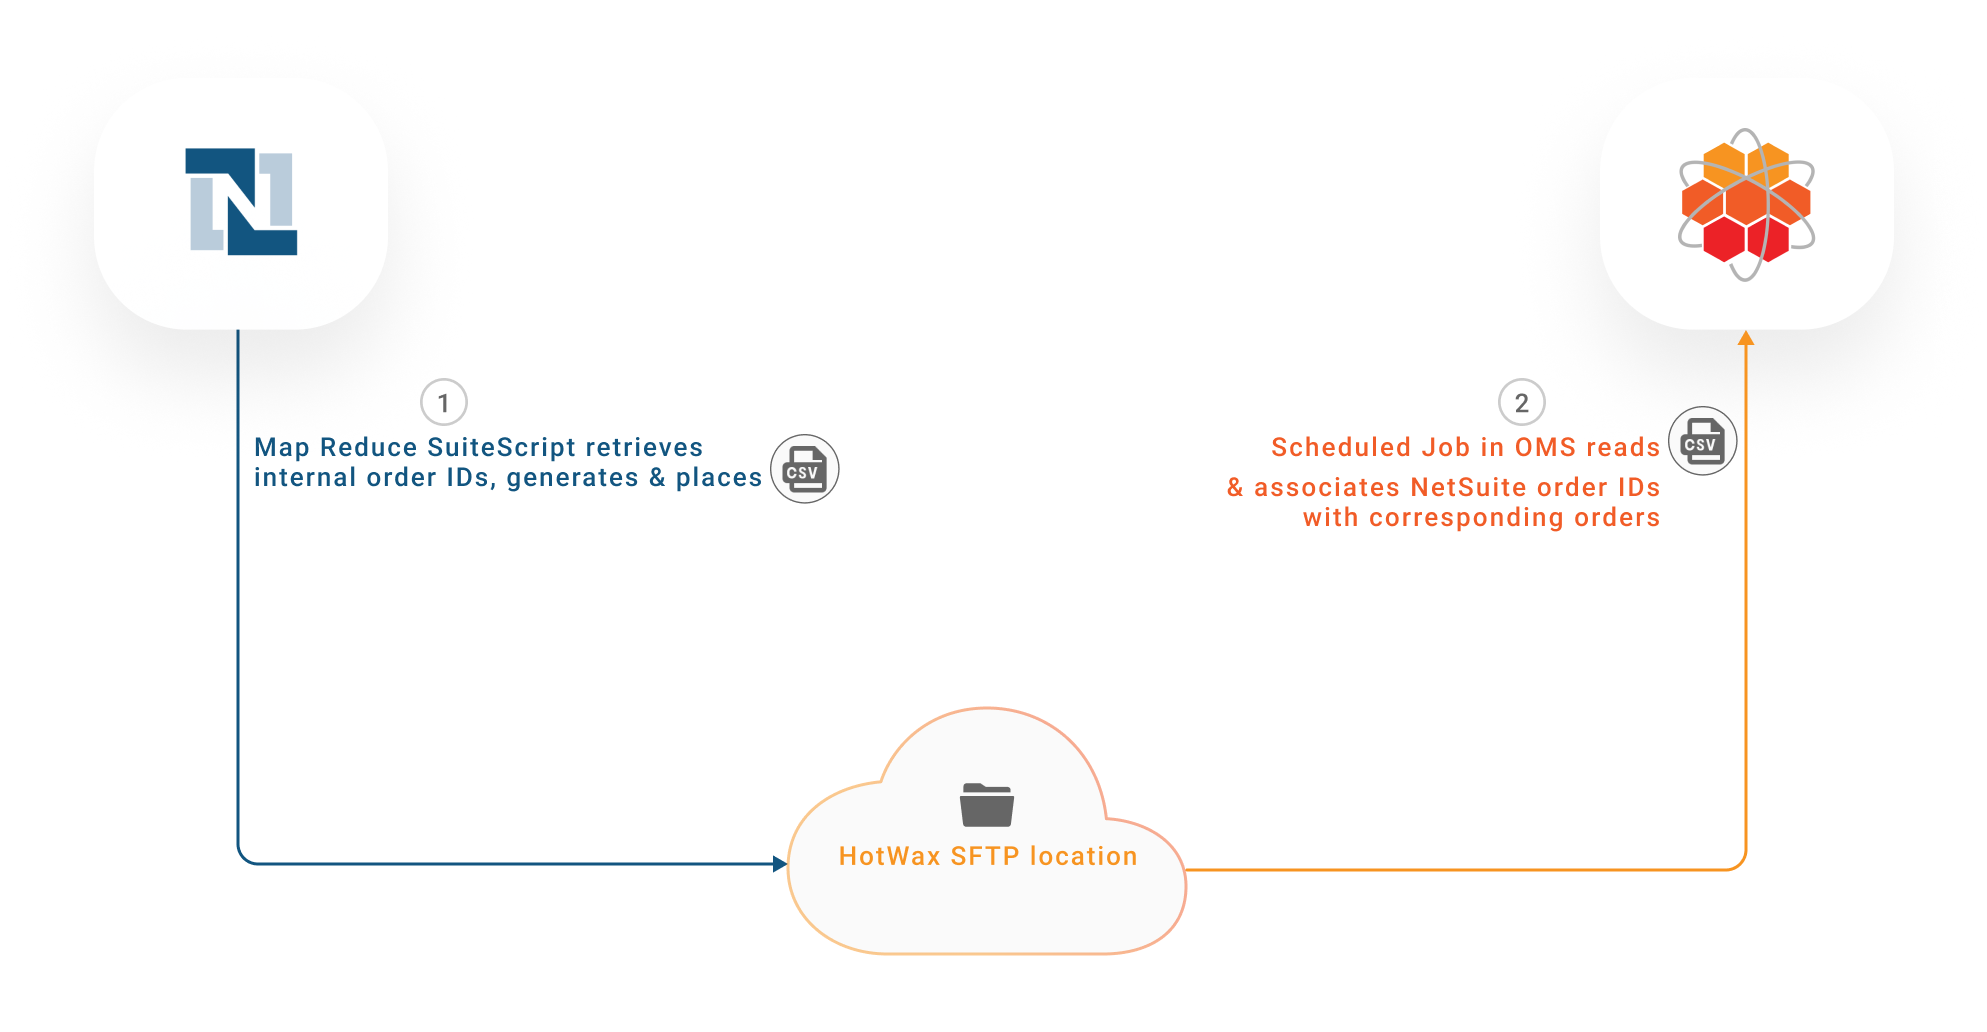 N
1
Map Reduce SuiteScript retrieves
internal order IDs, generates & places
CSV
2
Scheduled Job in OMS reads
CSV
& associates NetSuite order IDs
with corresponding orders
HotWax SFTP location